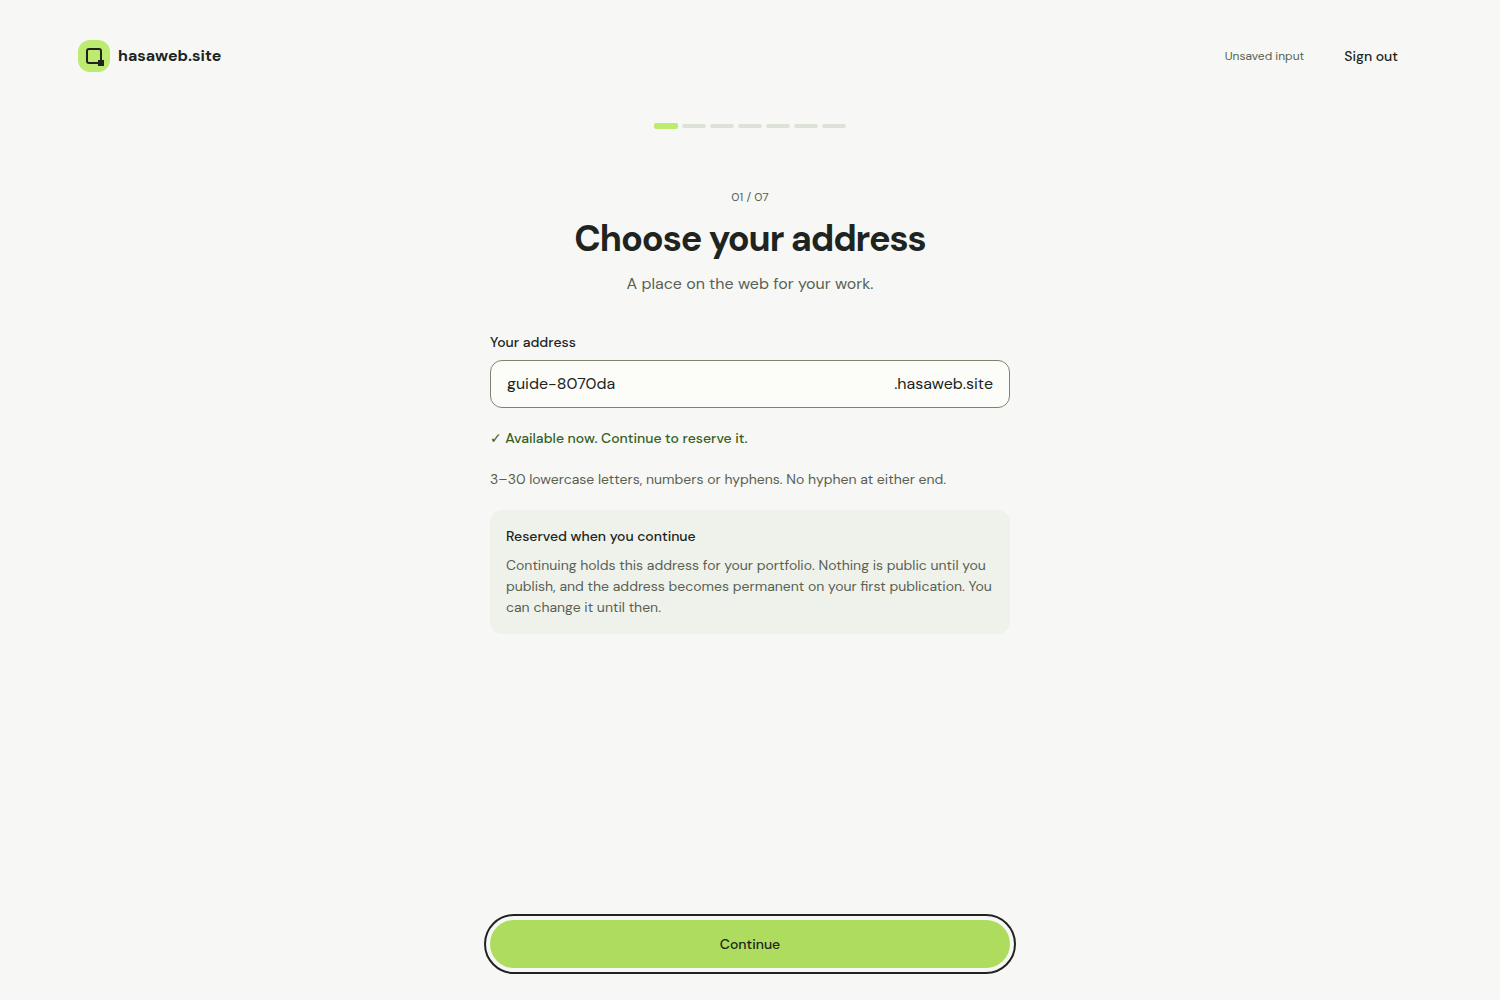 hasaweb.site
Unsaved input
Sign out
01 / 07
Choose your address
A place on the web for your work.
Your address
guide-8070da
.hasaweb.site
✓ Available now. Continue to reserve it.
3–30 lowercase letters, numbers or hyphens. No hyphen at either end.
Reserved when you continue
Continuing holds this address for your portfolio. Nothing is public until you
publish, and the address becomes permanent on your first publication. You
can change it until then.
Continue